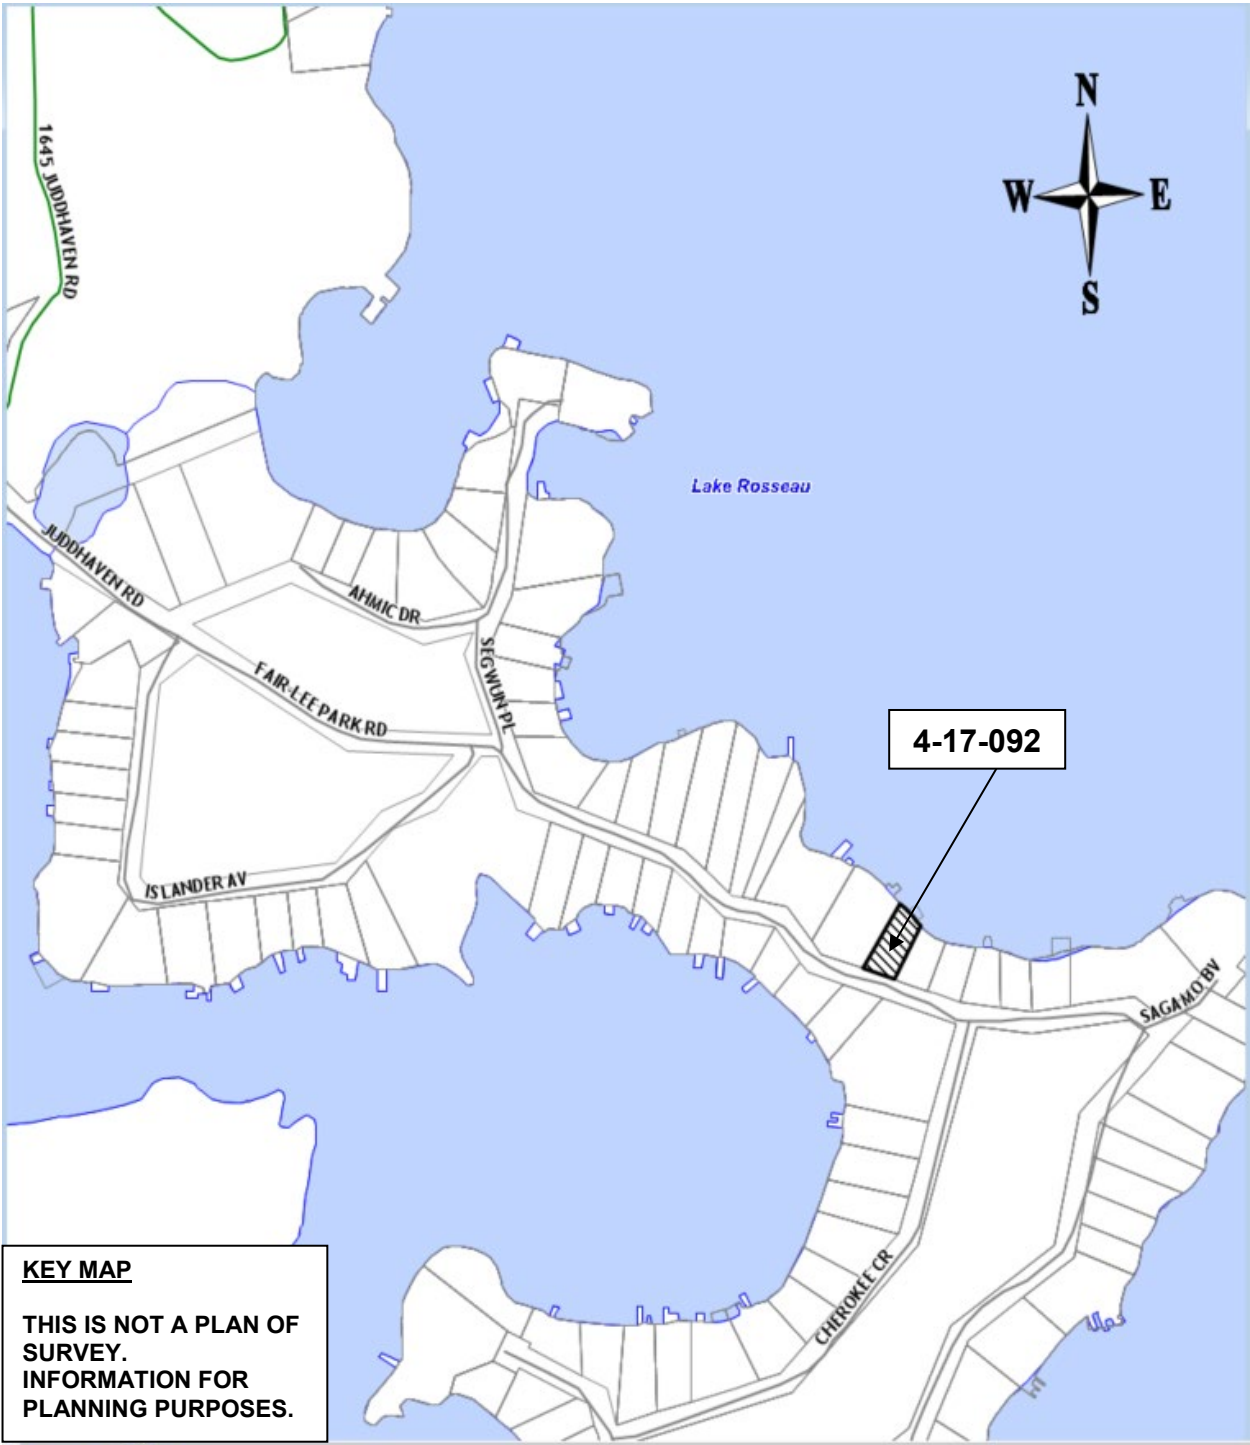 N
W E
S
1645 JUDDHAVEN RD
Lake Rosseau
JUDDHAVEN RD
AHMIC DR
SEGWUN PL
FAIR-LEE PARK RD
4-17-092
ISLANDER AV
SAGAMO BV
CHEROKEE CR
KEY MAP
THIS IS NOT A PLAN OF
SURVEY.
INFORMATION FOR
PLANNING PURPOSES.